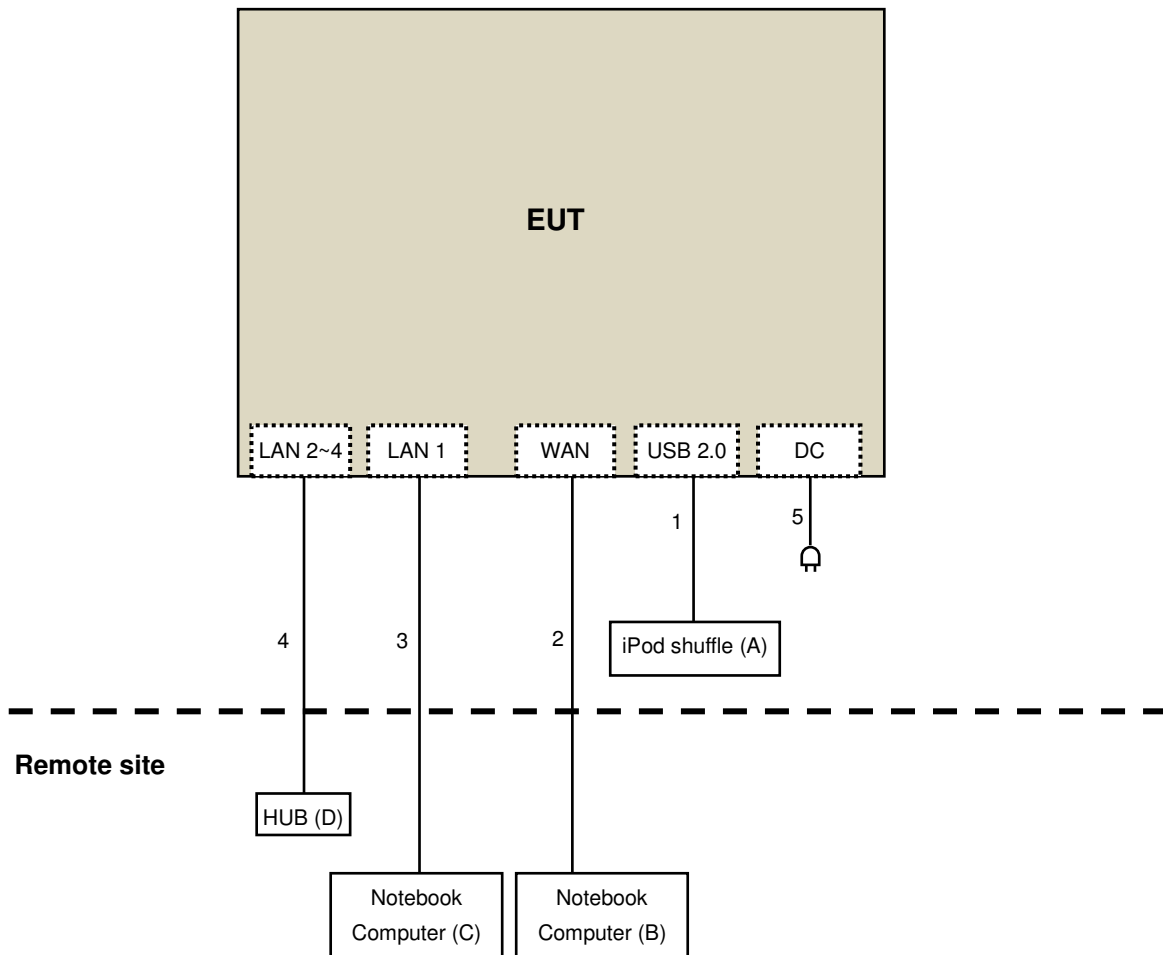 EUT
LAN 2~4
LAN 1
WAN
USB 2.0
DC
1
5
4
3
2
iPod shuffle (A)
Remote site
HUB (D)
Notebook
Computer (C)
Notebook
Computer (B)